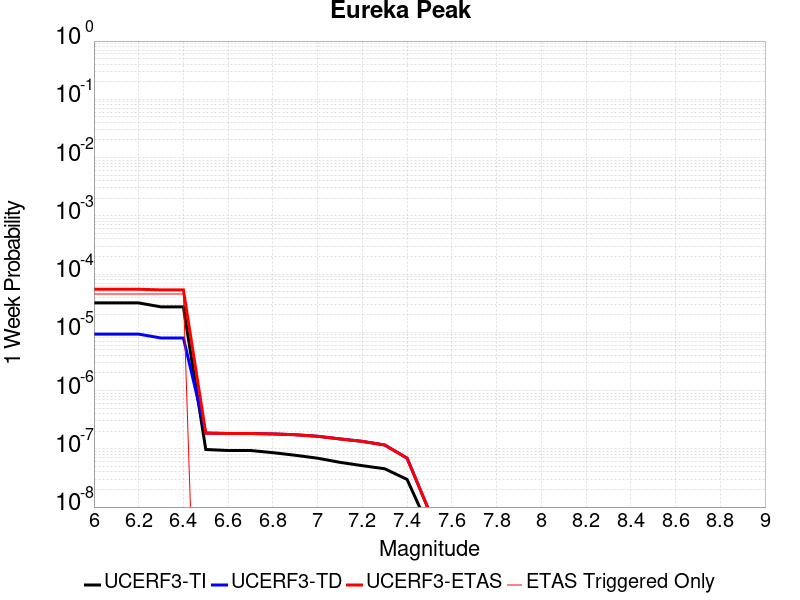 Eureka Peak
10^0
10^-1
10^-2
10^-3
10^-4
10^-5
10^-6
10^-7
10^-8
1 Week Probability
6 6.2 6.4 6.6 6.8 7 7.2 7.4 7.6 7.8 8 8.2 8.4 8.6 8.8 9
Magnitude
UCERF3-TI UCERF3-TD UCERF3-ETAS ETAS Triggered Only